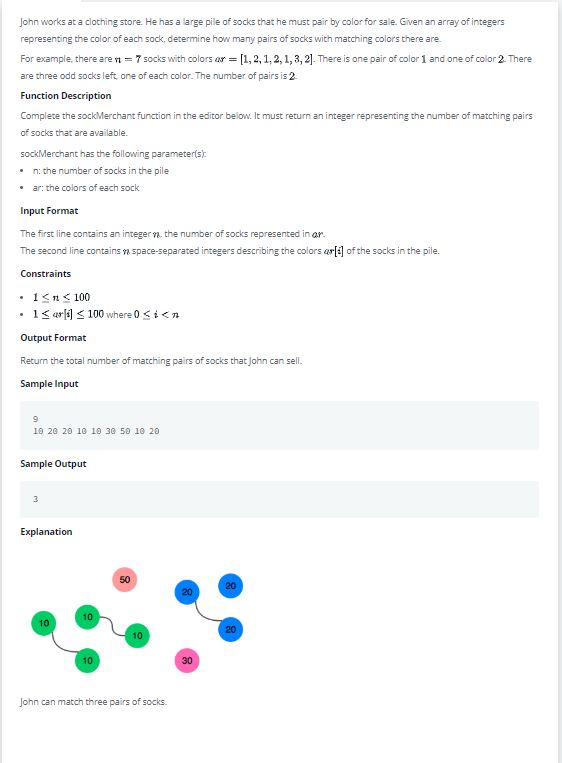 John works at a clothing store. He has a large pile of socks that he must pair by color for sale. Given an array of integers
representing the color of each sock, determine how many pairs of socks with matching colors there are.
For example, there are n = 7 socks with colors ar = [1, 2, 1, 2, 1, 3, 2]. There is one pair of color 1 and one of color 2. There
are three odd socks left, one of each color. The number of pairs is 2.
Function Description
Complete the sockMerchant function in the editor below. It must return an integer representing the number of matching pairs
of socks that are available.
sockMerchant has the following parameter(s):
• n: the number of socks in the pile
• ar: the colors of each sock
Input Format
The first line contains an integer n, the number of socks represented in ar.
The second line contains n space-separated integers describing the colors ar[i] of the socks in the pile.
Constraints
• 1 ≤ n ≤ 100
• 1 ≤ ar[i] ≤ 100 where 0 ≤ i < n
Output Format
Return the total number of matching pairs of socks that John can sell.
Sample Input
9
10 20 20 10 10 30 50 10 20
Sample Output
3
Explanation
50
20
20
10
10
10
20
10
30
John can match three pairs of socks.